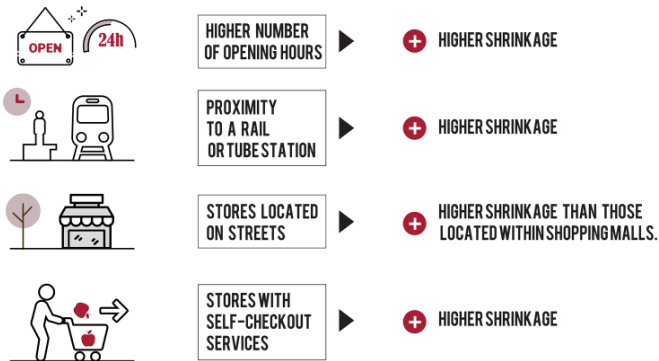 OPEN
24h
HIGHER NUMBER
OF OPENING HOURS
HIGHER SHRINKAGE
PROXIMITY
TO A RAIL
OR TUBE STATION
HIGHER SHRINKAGE
STORES LOCATED
ON STREETS
HIGHER SHRINKAGE THAN THOSE
LOCATED WITHIN SHOPPING MALLS.
STORES WITH
SELF-CHECKOUT
SERVICES
HIGHER SHRINKAGE